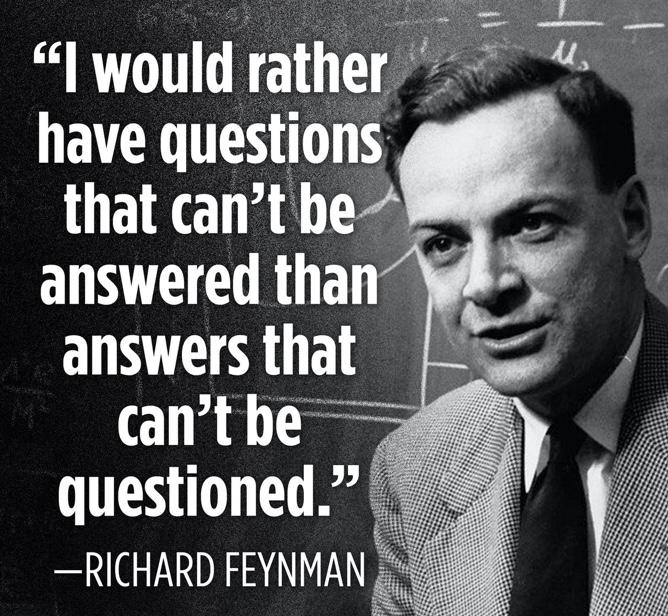 “I would rather
have questions
that can’t be
answered than
answers that
can’t be
questioned.”
—RICHARD FEYNMAN